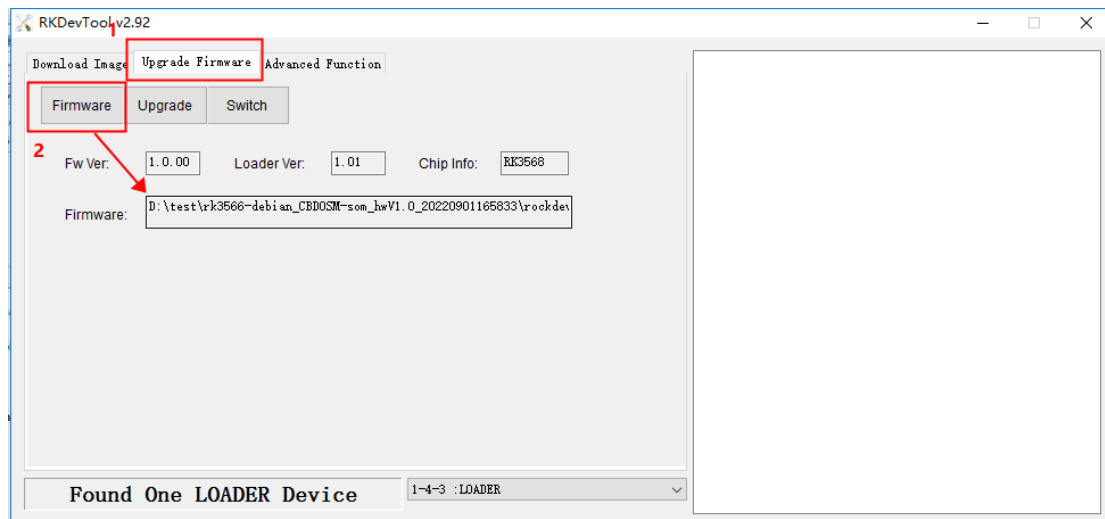 RKDevTool v2.92
1
Download Image Upgrade Firmware Advanced Function
Firmware Upgrade Switch
2
Fw Ver: 1.0.00 Loader Ver: 1.01 Chip Info: RK3568
Firmware: D:\test\rk3566-debian_CBDOSM-som_hwV1.0_20220901165833\rockdev
Found One LOADER Device 1-4-3 :LOADER